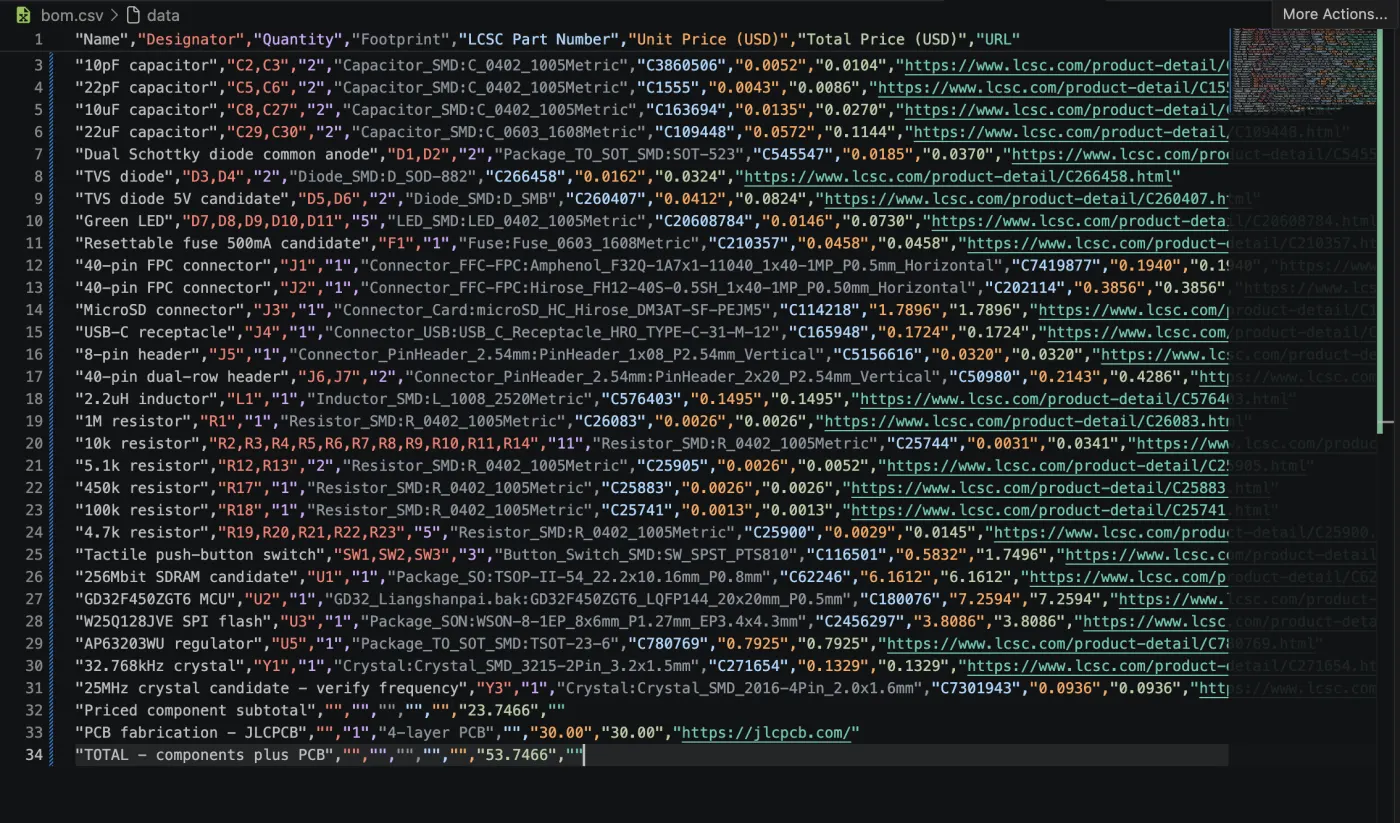 bom.csv > data
More Actions...
1 "Name","Designator","Quantity","Footprint","LCSC Part Number","Unit Price (USD)","Total Price (USD)","URL"
3 "10pF capacitor","C2,C3","2","Capacitor_SMD:C_0402_1005Metric","C3860506","0.0052","0.0104","https://www.lcsc.com/product-detail/
4 "22pF capacitor","C5,C6","2","Capacitor_SMD:C_0402_1005Metric","C1555","0.0043","0.0086","https://www.lcsc.com/product-detail/C155
5 "10uF capacitor","C8,C27","2","Capacitor_SMD:C_0402_1005Metric","C163694","0.0135","0.0270","https://www.lcsc.com/product-detail/
6 "22uF capacitor","C29,C30","2","Capacitor_SMD:C_0603_1608Metric","C109448","0.0572","0.1144","https://www.lcsc.com/product-detail/C109448.html"
7 "Dual Schottky diode common anode","D1,D2","2","Package_TO_SOT_SMD:SOT-523","C545547","0.0185","0.0370","https://www.lcsc.com/product-detail/C5455
8 "TVS diode","D3,D4","2","Diode_SMD:D_SOD-882","C266458","0.0162","0.0324","https://www.lcsc.com/product-detail/C266458.html"
9 "TVS diode 5V candidate","D5,D6","2","Diode_SMD:D_SMB","C260407","0.0412","0.0824","https://www.lcsc.com/product-detail/C260407.html"
10 "Green LED","D7,D8,D9,D10,D11","5","LED_SMD:LED_0402_1005Metric","C20608784","0.0146","0.0730","https://www.lcsc.com/product-detail/C20608784.html
11 "Resettable fuse 500mA candidate","F1","1","Fuse:Fuse_0603_1608Metric","C210357","0.0458","0.0458","https://www.lcsc.com/product-detail/C210357.ht
12 "40-pin FPC connector","J1","1","Connector_FFC-FPC:Amphenol_F32Q-1A7x1-11040_1x40-1MP_P0.5mm_Horizontal","C7419877","0.1940","0.1940","https://www
13 "40-pin FPC connector","J2","1","Connector_FFC-FPC:Hirose_FH12-40S-0.5SH_1x40-1MP_P0.50mm_Horizontal","C202114","0.3856","0.3856","https://www.lcs
14 "MicroSD connector","J3","1","Connector_Card:microSD_HC_Hirose_DM3AT-SF-PEJM5","C114218","1.7896","1.7896","https://www.lcsc.com/product-detail/C1
15 "USB-C receptacle","J4","1","Connector_USB:USB_C_Receptacle_HRO_TYPE-C-31-M-12","C165948","0.1724","0.1724","https://www.lcsc.com/product-detail/C
16 "8-pin header","J5","1","Connector_PinHeader_2.54mm:PinHeader_1x08_P2.54mm_Vertical","C5156616","0.0320","0.0320","https://www.lcsc.com/product-de
17 "40-pin dual-row header","J6,J7","2","Connector_PinHeader_2.54mm:PinHeader_2x20_P2.54mm_Vertical","C50980","0.2143","0.4286","https://www.lcsc.com
18 "2.2uH inductor","L1","1","Inductor_SMD:L_1008_2520Metric","C576403","0.1495","0.1495","https://www.lcsc.com/product-detail/C576403.html"
19 "1M resistor","R1","1","Resistor_SMD:R_0402_1005Metric","C26083","0.0026","0.0026","https://www.lcsc.com/product-detail/C26083.html"
20 "10k resistor","R2,R3,R4,R5,R6,R7,R8,R9,R10,R11,R14","11","Resistor_SMD:R_0402_1005Metric","C25744","0.0031","0.0341","https://www.lcsc.com/produc
21 "5.1k resistor","R12,R13","2","Resistor_SMD:R_0402_1005Metric","C25905","0.0026","0.0052","https://www.lcsc.com/product-detail/C25905.html"
22 "450k resistor","R17","1","Resistor_SMD:R_0402_1005Metric","C25883","0.0026","0.0026","https://www.lcsc.com/product-detail/C25883.html"
23 "100k resistor","R18","1","Resistor_SMD:R_0402_1005Metric","C25741","0.0013","0.0013","https://www.lcsc.com/product-detail/C25741.html"
24 "4.7k resistor","R19,R20,R21,R22,R23","5","Resistor_SMD:R_0402_1005Metric","C25900","0.0029","0.0145","https://www.lcsc.com/product-detail/C25900.
25 "Tactile push-button switch","SW1,SW2,SW3","3","Button_Switch_SMD:SW_SPST_PTS810","C116501","0.5832","1.7496","https://www.lcsc.com/product-detail
26 "256Mbit SDRAM candidate","U1","1","Package_SO:TSOP-II-54_22.2x10.16mm_P0.8mm","C62246","6.1612","6.1612","https://www.lcsc.com/product-detail/C62
27 "GD32F450ZGT6 MCU","U2","1","GD32_Liangshanpai.bak:GD32F450ZGT6_LQFP144_20x20mm_P0.5mm","C180076","7.2594","7.2594","https://www.lcsc.com/product-
28 "W25Q128JVE SPI flash","U3","1","Package_SON:WSON-8-1EP_8x6mm_P1.27mm_EP3.4x4.3mm","C2456297","3.8086","3.8086","https://www.lcsc.com/product-deta
29 "AP63203WU regulator","U5","1","Package_TO_SOT_SMD:TSOT-23-6","C780769","0.7925","0.7925","https://www.lcsc.com/product-detail/C780769.html"
30 "32.768kHz crystal","Y1","1","Crystal:Crystal_SMD_3215-2Pin_3.2x1.5mm","C271654","0.1329","0.1329","https://www.lcsc.com/product-detail/C271654.ht
31 "25MHz crystal candidate - verify frequency","Y3","1","Crystal:Crystal_SMD_2016-4Pin_2.0x1.6mm","C7301943","0.0936","0.0936","https://www.lcsc.com
32 "Priced component subtotal","","","","","","23.7466",""
33 "PCB fabrication - JLCPCB","","1","4-layer PCB","","30.00","30.00","https://jlcpcb.com/"
34 "TOTAL - components plus PCB","","","","","","53.7466",""